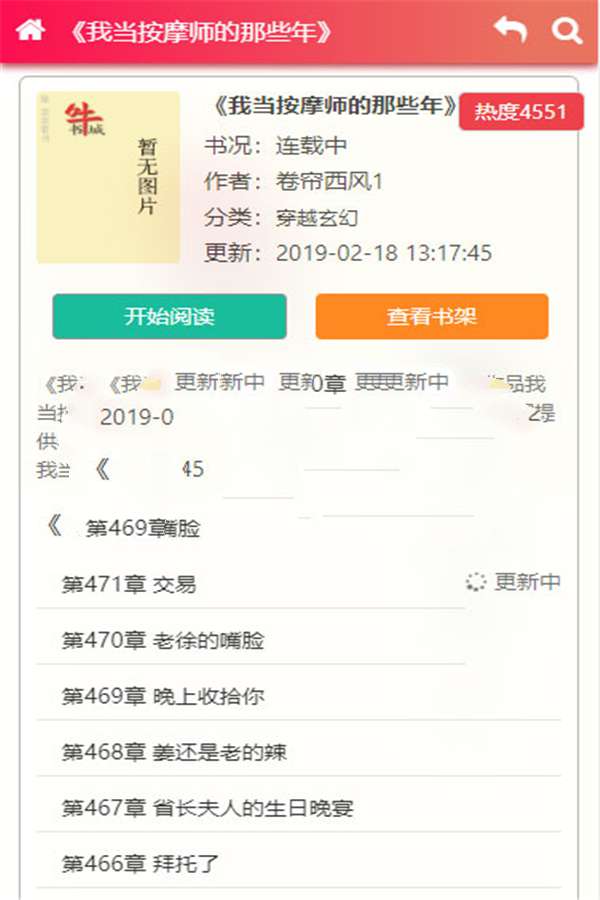 《我当按摩师的那些年》
牛
书城
暂无图片
《我当按摩师的那些年》
热度4551
书况：连载中
作者：卷帘西风1
分类：穿越玄幻
更新：2019-02-18 13:17:45
开始阅读
查看书架
《我 《我 更新新中 更新0章 更更更新中 品我
当 2019-0
供
我当 《 45
《 第469章嘴脸
第471章 交易
更新中
第470章 老徐的嘴脸
第469章 晚上收拾你
第468章 姜还是老的辣
第467章 省长夫人的生日晚宴
第466章 拜托了